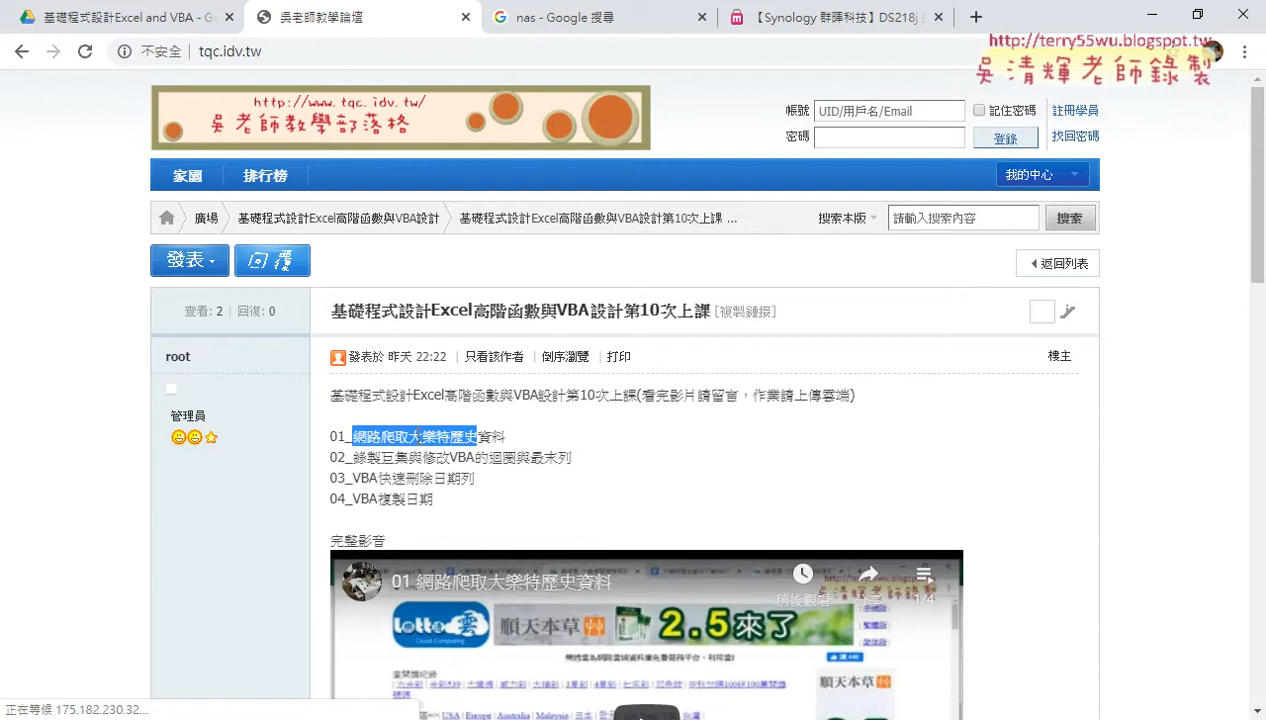 基礎程式設計Excel and VBA - G
吳老師教學論壇
nas - Google 搜尋
【Synology 群暉科技】DS218j
不安全
tqc.idv.tw
http://terry55wu.blogspot.tw
吳清輝老師錄製
http://www.tqc.idv.tw/
吳老師教學部落格
帳號
UID/用戶名/Email
記住密碼
註冊學員
密碼
登錄
找回密碼
家園
排行榜
我的中心
廣場
基礎程式設計Excel高階函數與VBA設計
基礎程式設計Excel高階函數與VBA設計第10次上課 ...
搜索本版
請輸入搜索內容
搜索
發表
回覆
返回列表
查看: 2
回復: 0
基礎程式設計Excel高階函數與VBA設計第10次上課 [複製鏈接]
root
發表於 昨天 22:22
只看該作者
倒序瀏覽
打印
樓主
管理員
基礎程式設計Excel高階函數與VBA設計第10次上課(看完影片請留言，作業請上傳雲端)
01_網路爬取大樂特歷史資料
02_錄製巨集與修改VBA的迴圈與最末列
03_VBA快速刪除日期列
04_VBA複製日期
完整影音
01 網路爬取大樂特歷史資料
稍後觀看
分享
1/4
Lotto
雲
Cloud Computing
順天本草
2.5來了
繁體版
順天本草
USA
Europe
Australia
Malaysia
日本
台灣
正在等候 175.182.230.32...